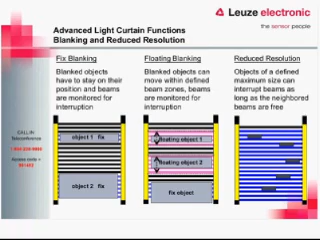 Leuze electronic
the sensor people
Advanced Light Curtain Functions
Blanking and Reduced Resolution
Fix Blanking
Blanked objects
have to stay on their
position and beams
are monitored for
interruption
object 1 fix
object 2 fix
Floating Blanking
Blanked objects can
move within defined
beam zones, beams
are monitored for
interruption
floating object 1
floating object 2
fix object
Reduced Resolution
Objects of a defined
maximum size can
interrupt beams as
long as the neighbored
beams are free
CALL IN
Teleconference
Access code =